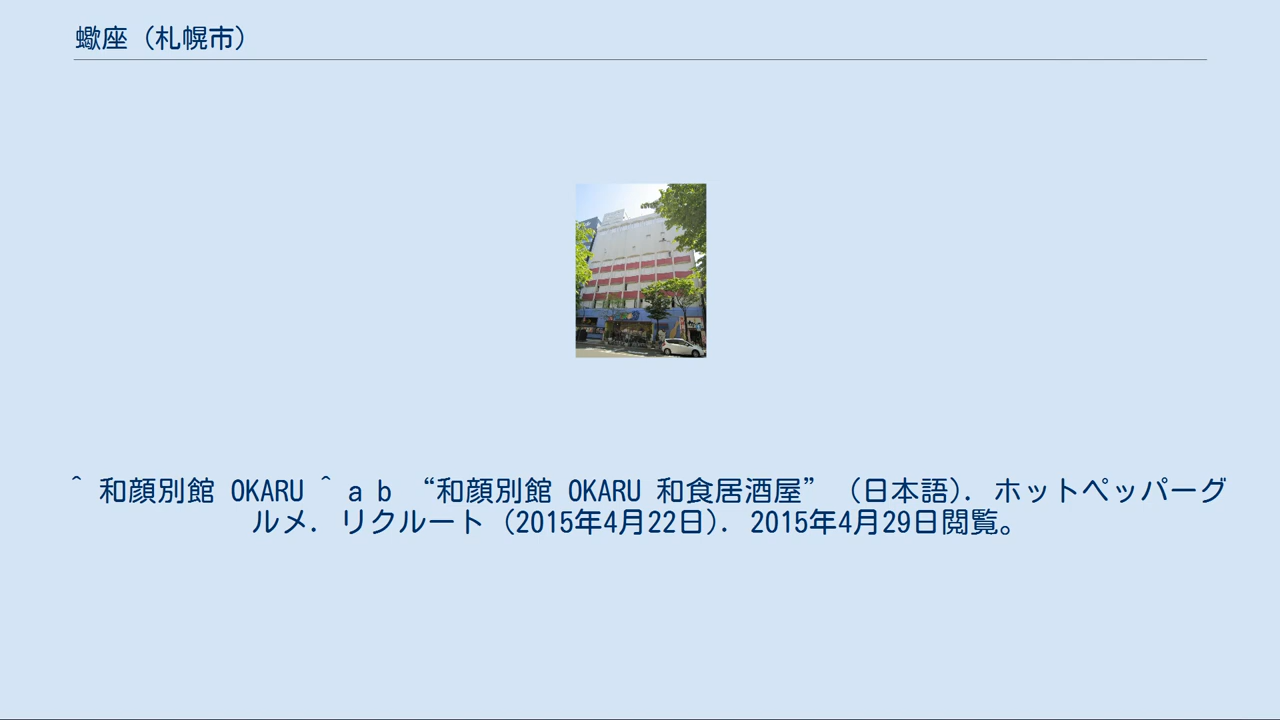 蠍座（札幌市）
^ 和顔別館 OKARU ^ a b “和顔別館 OKARU 和食居酒屋” （日本語）. ホットペッパーグ
ルメ. リクルート（2015年4月22日）. 2015年4月29日閲覧。